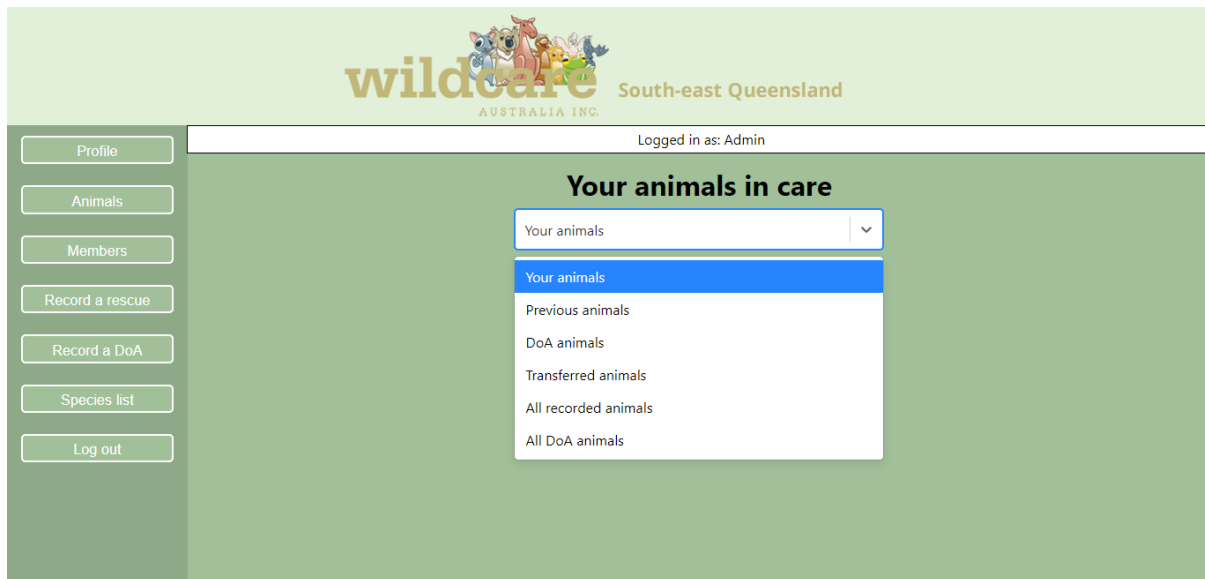 wildcare
AUSTRALIA INC.
South-east Queensland
Logged in as: Admin
Profile
Animals
Members
Record a rescue
Record a DoA
Species list
Log out
Your animals in care
Your animals
Your animals
Previous animals
DoA animals
Transferred animals
All recorded animals
All DoA animals